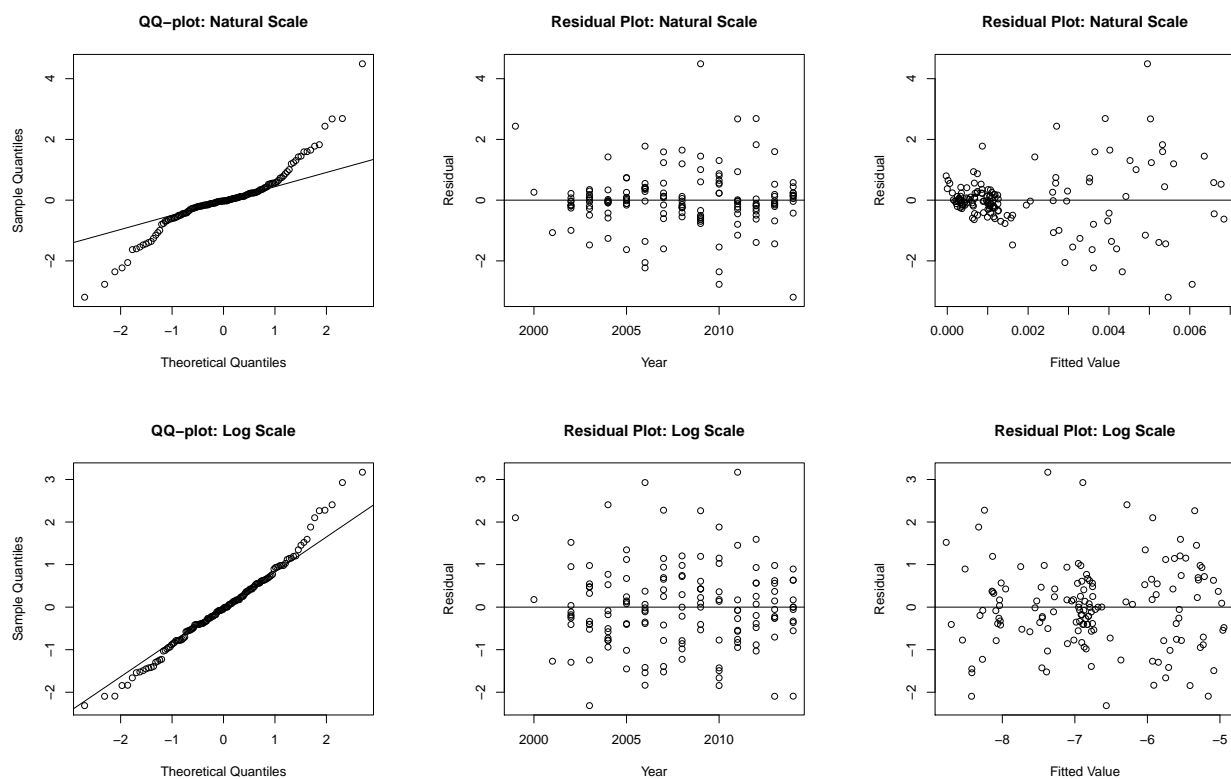 QQ−plot: Natural Scale
Sample Quantiles
4
2
0
−2
−2 −1 0 1 2
Theoretical Quantiles
Residual Plot: Natural Scale
Residual
4
2
0
−2
2000 2005 2010
Year
Residual Plot: Natural Scale
Residual
4
2
0
−2
0.000 0.002 0.004 0.006
Fitted Value
QQ−plot: Log Scale
Sample Quantiles
3
2
1
0
−1
−2
−2 −1 0 1 2
Theoretical Quantiles
Residual Plot: Log Scale
Residual
3
2
1
0
−1
−2
2000 2005 2010
Year
Residual Plot: Log Scale
Residual
3
2
1
0
−1
−2
−8 −7 −6 −5
Fitted Value